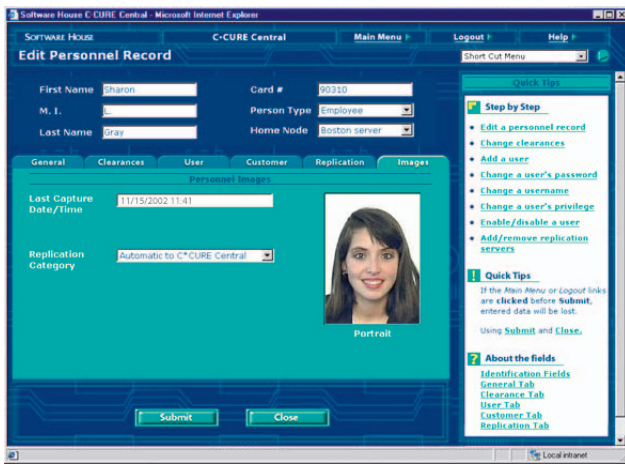 Software House C·CURE Central - Microsoft Internet Explorer
SOFTWARE HOUSE
C·CURE Central
Main Menu
Logout
Help
Edit Personnel Record
Short Cut Menu
First Name Sharon
Card # 90310
M. I. L.
Person Type Employee
Last Name Gray
Home Node Boston server
General Clearances User Customer Replication Images
Personnel Images
Last Capture
Date/Time
11/15/2002 11:41
Replication
Category
Automatic to C*CURE Central
Portrait
Submit Close
Quick Tips
Step by Step
• Edit a personnel record
• Change clearances
• Add a user
• Change a user's password
• Change a username
• Change a user's privilege
• Enable/disable a user
• Add/remove replication
servers
! Quick Tips
If the Main Menu or Logout links
are clicked before Submit,
entered data will be lost.
Using Submit and Close.
? About the fields
Identification Fields
General Tab
Clearance Tab
User Tab
Customer Tab
Replication Tab
Local intranet